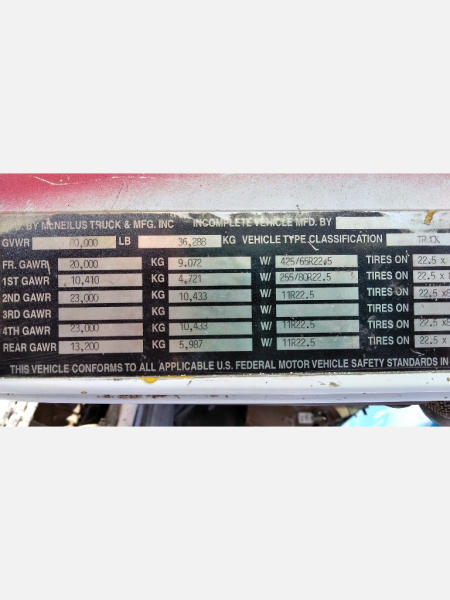 BY McNEILUS TRUCK & MFG. INC INCOMPLETE VEHICLE MFD. BY
GVWR 80,000 LB 36,288 KG VEHICLE TYPE CLASSIFICATION TRUCK
FR. GAWR 20,000 KG 9,072 W/ 425/65R22.5 TIRES ON 22.5 x
1ST GAWR 10,410 KG 4,721 W/ 255/80R22.5 TIRES ON 22.5 x
2ND GAWR 23,000 KG 10,433 W/ 11R22.5 TIRES ON 22.5 x
3RD GAWR KG W/ TIRES ON
4TH GAWR 23,000 KG 10,433 W/ 11R22.5 TIRES ON 22.5 x
REAR GAWR 13,200 KG 5,987 W/ 11R22.5 TIRES ON 22.5 x
THIS VEHICLE CONFORMS TO ALL APPLICABLE U.S. FEDERAL MOTOR VEHICLE SAFETY STANDARDS IN